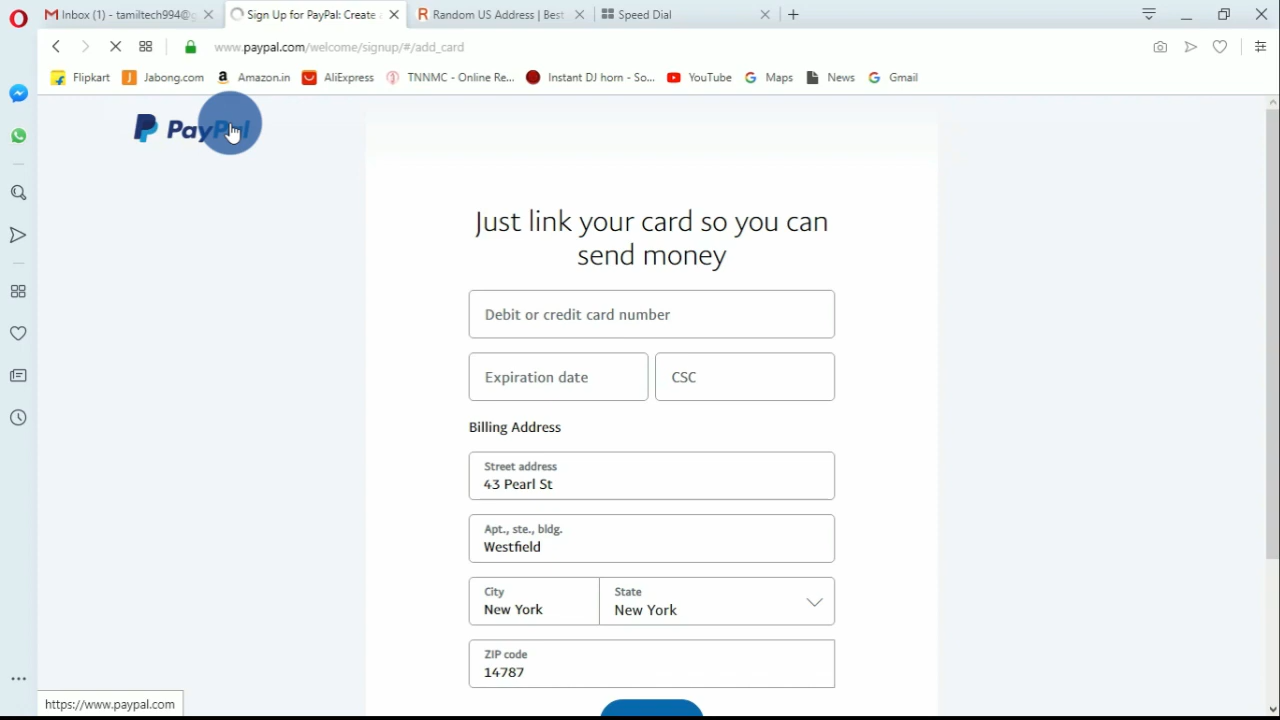 Inbox (1) - tamiltech994@g
Sign Up for PayPal: Create a
Random US Address | Best
Speed Dial
www.paypal.com/welcome/signup/#/add_card
Flipkart
Jabong.com
Amazon.in
AliExpress
TNNMC - Online Re...
Instant DJ horn - So...
YouTube
Maps
News
Gmail
PayPal
Just link your card so you can
send money
Debit or credit card number
Expiration date
CSC
Billing Address
Street address
43 Pearl St
Apt., ste., bldg.
Westfield
City
New York
State
New York
ZIP code
14787
https://www.paypal.com